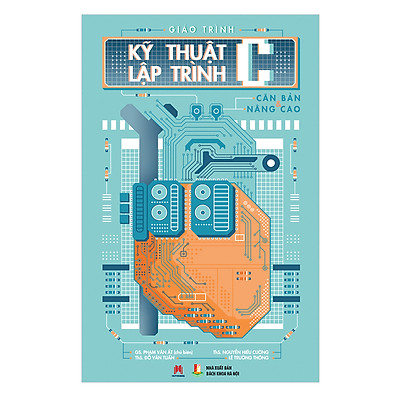 GIÁO TRÌNH
KỸ THUẬT
LẬP TRÌNH C
CĂN BẢN
NÂNG CAO
GS. PHẠM VĂN ẤT (chủ biên)
ThS. ĐỖ VĂN TUẤN
ThS. NGUYỄN HIẾU CƯỜNG
LÊ TRƯỜNG THÔNG
NHÀ XUẤT BẢN
BÁCH KHOA HÀ NỘI